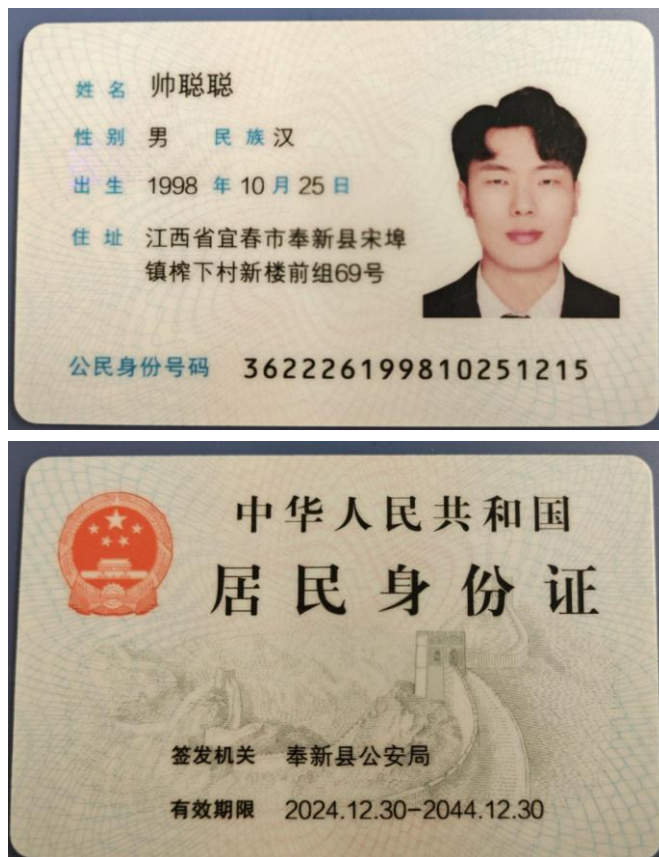 姓名 帅聪聪
性别 男 民族 汉
出生 1998 年 10 月 25 日
住址 江西省宜春市奉新县宋埠
镇榨下村新楼前组69号
公民身份号码 362226199810251215
中华人民共和国
居民身份证
签发机关 奉新县公安局
有效期限 2024.12.30-2044.12.30